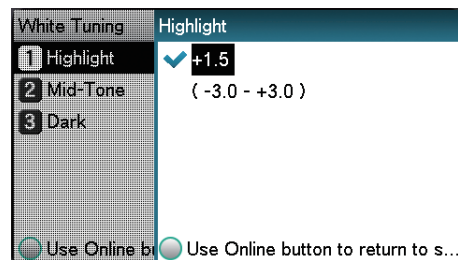 White Tuning
1 Highlight
2 Mid-Tone
3 Dark
Use Online b
Highlight
+1.5
( -3.0 - +3.0 )
Use Online button to return to s...